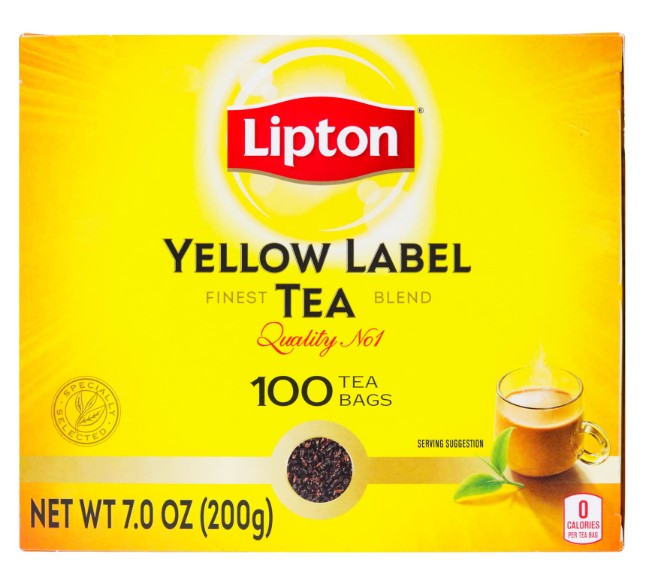 Lipton®
YELLOW LABEL
FINEST TEA BLEND
Quality No1
100 TEA BAGS
SPECIALLY SELECTED
SERVING SUGGESTION
NET WT 7.0 OZ (200g)
0
CALORIES
PER TEA BAG